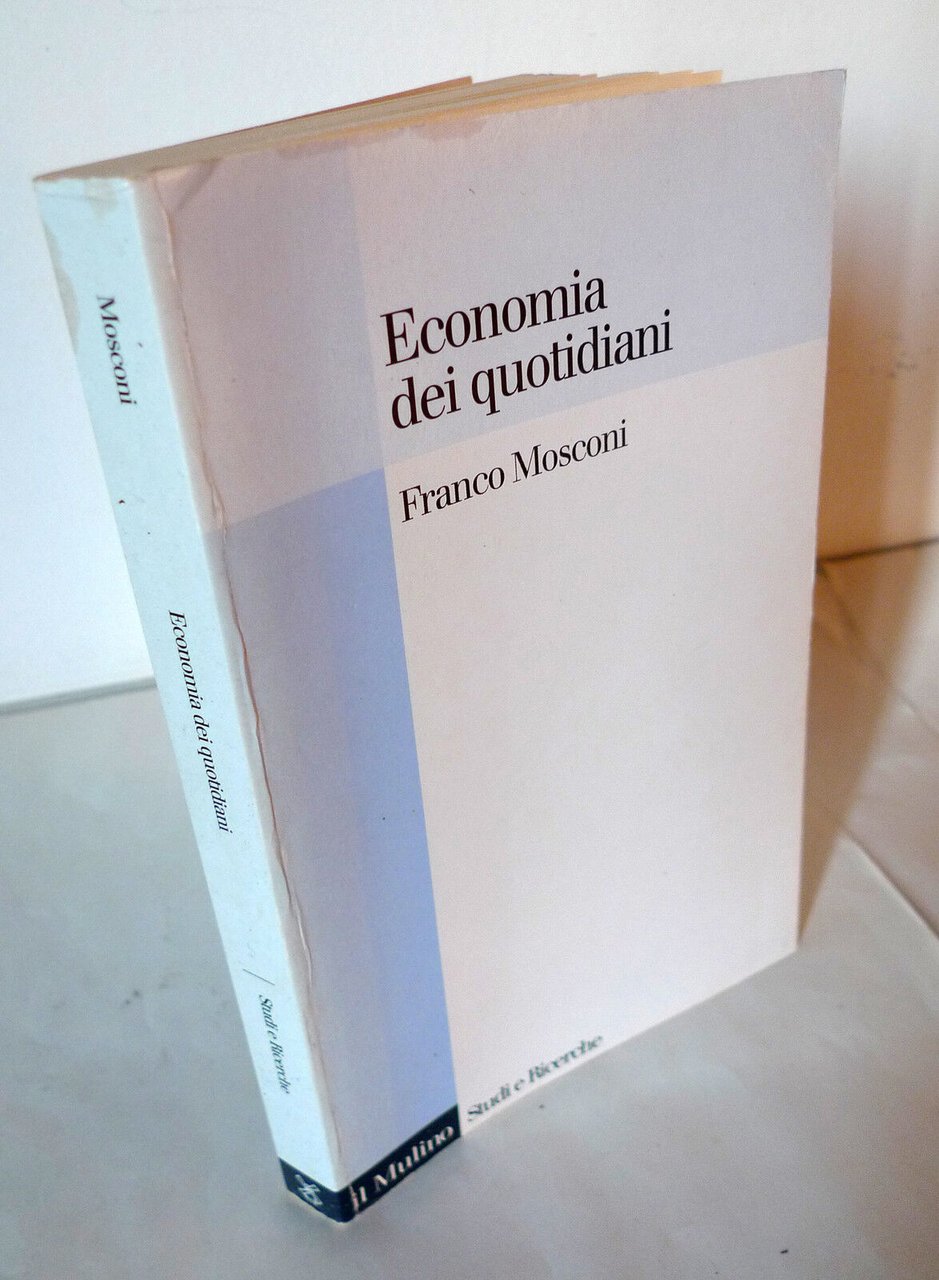 Economia
dei quotidiani
Franco Mosconi
il Mulino
Studi e Ricerche
Mosconi
Economia dei quotidiani
Studi e Ricerche